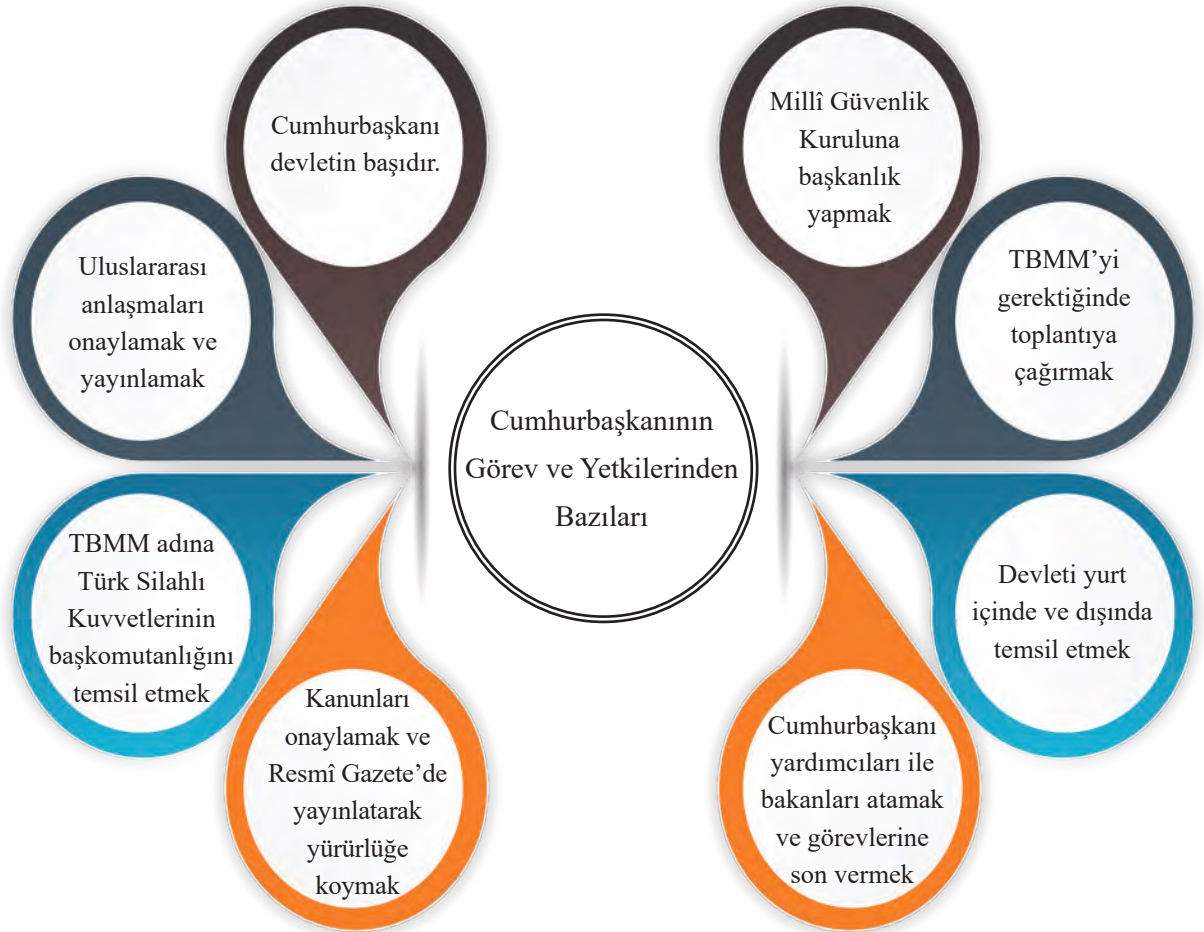 Cumhurbaşkanı
devletin başıdır.
Millî Güvenlik
Kuruluna
başkanlık
yapmak
Uluslararası
anlaşmaları
onaylamak ve
yayınlamak
TBMM’yi
gerektiğinde
toplantıya
çağırmak
Cumhurbaşkanının
Görev ve Yetkilerinden
Bazıları
TBMM adına
Türk Silahlı
Kuvvetlerinin
başkomutanlığını
temsil etmek
Devleti yurt
içinde ve dışında
temsil etmek
Kanunları
onaylamak ve
Resmî Gazete’de
yayınlatarak
yürürlüğe
koymak
Cumhurbaşkanı
yardımcıları ile
bakanları atamak
ve görevlerine
son vermek